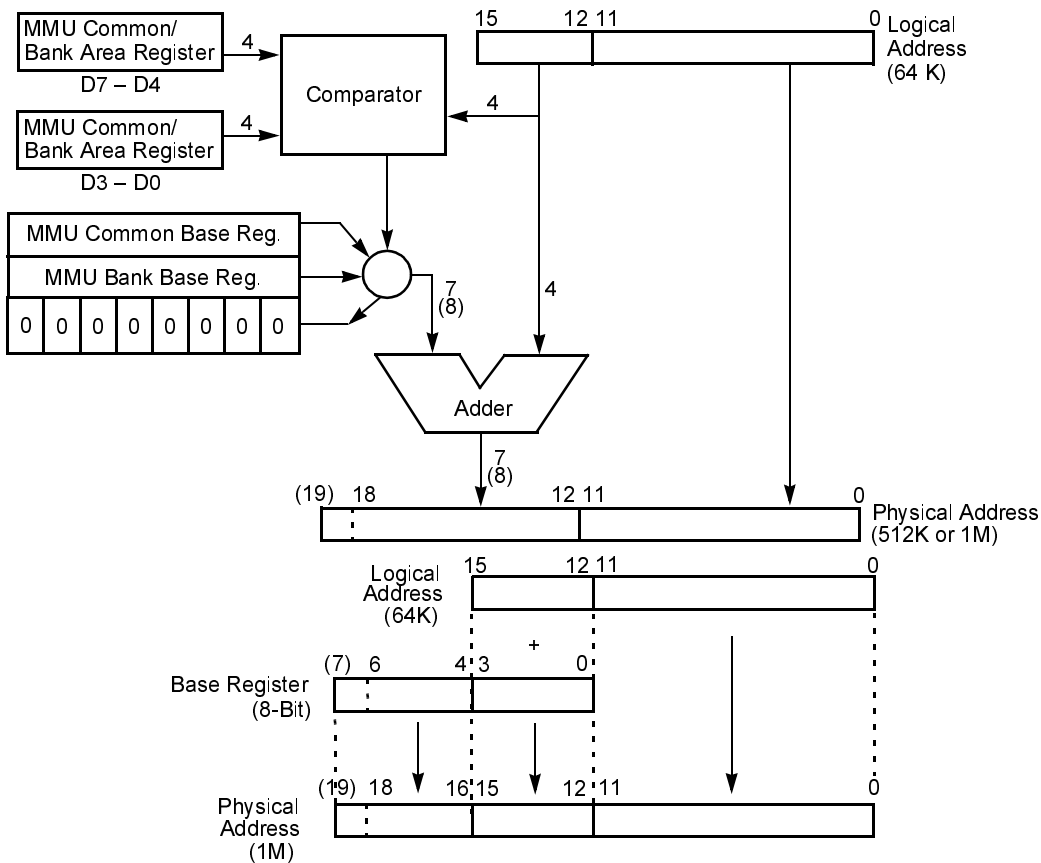 15 12 11 0
MMU Common/
Bank Area Register
4
D7 – D4
Comparator
Logical
Address
(64 K)
4
MMU Common/
Bank Area Register
4
D3 – D0
MMU Common Base Reg.
MMU Bank Base Reg.
0 0 0 0 0 0 0 0
7
(8)
4
Adder
7
(8)
(19) 18 12 11 0
Physical Address
(512K or 1M)
15 12 11 0
Logical
Address
(64K)
+
(7) 6 4 3 0
Base Register
(8-Bit)
(19) 18 16 15 12 11 0
Physical
Address
(1M)